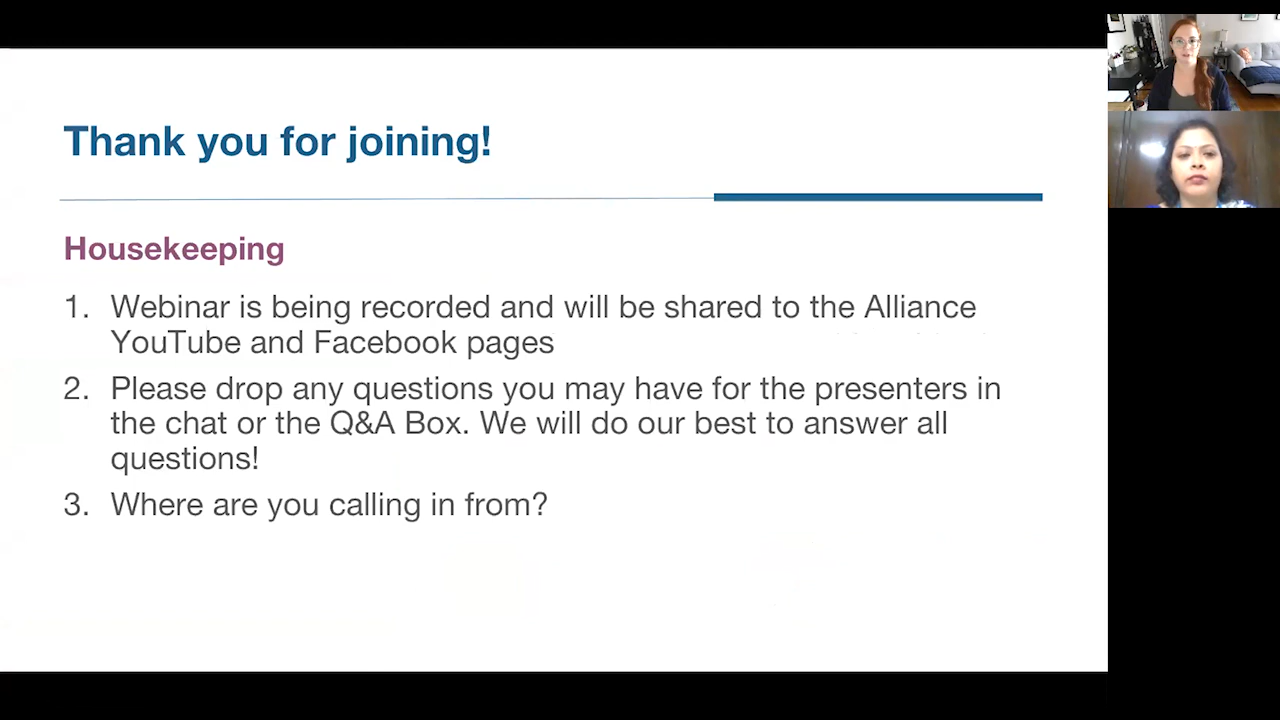 Thank you for joining!
Housekeeping
1. Webinar is being recorded and will be shared to the Alliance
YouTube and Facebook pages
2. Please drop any questions you may have for the presenters in
the chat or the Q&A Box. We will do our best to answer all
questions!
3. Where are you calling in from?